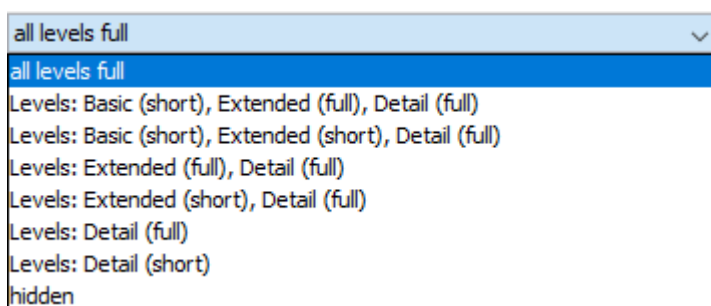 all levels full
all levels full
Levels: Basic (short), Extended (full), Detail (full)
Levels: Basic (short), Extended (short), Detail (full)
Levels: Extended (full), Detail (full)
Levels: Extended (short), Detail (full)
Levels: Detail (full)
Levels: Detail (short)
hidden